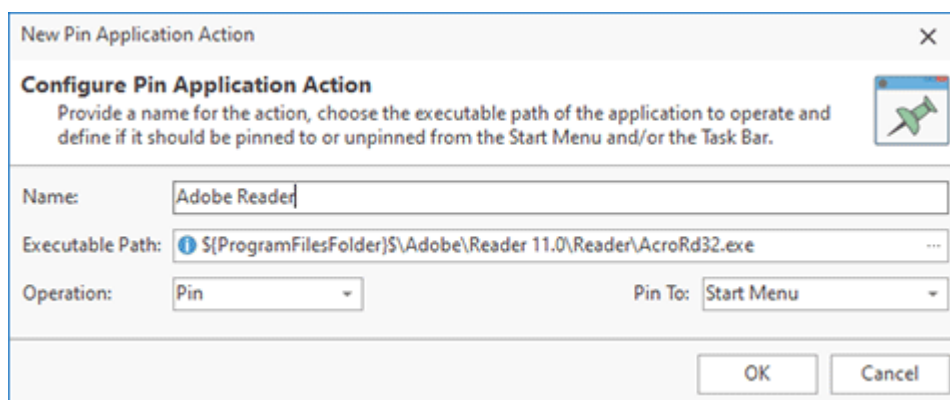 New Pin Application Action
Configure Pin Application Action
Provide a name for the action, choose the executable path of the application to operate and
define if it should be pinned to or unpinned from the Start Menu and/or the Task Bar.
Name: Adobe Reader
Executable Path: ${ProgramFilesFolder}$\Adobe\Reader 11.0\Reader\AcroRd32.exe ...
Operation: Pin Pin To: Start Menu
OK Cancel